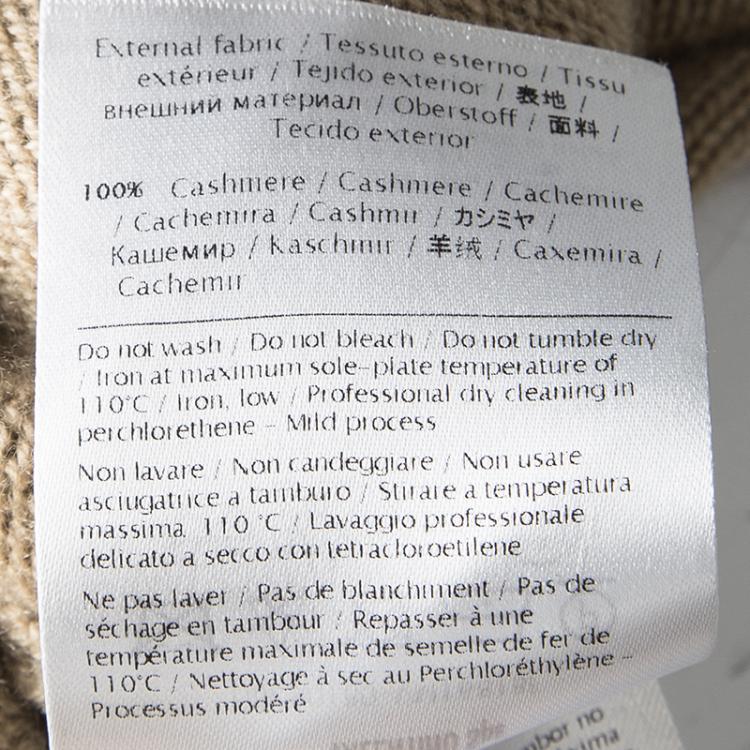 External fabric / Tessuto esterno / Tissu
extérieur / Tejido exterior / 表地 /
внешний материал / Oberstoff / 面料 /
Tecido exterior
100% Cashmere / Cashmere / Cachemire
/ Cachemira / Cashmir / カシミヤ /
Кашемир / Kaschmir / 羊绒 / Caxemira /
Cachemir
Do not wash / Do not bleach / Do not tumble dry
/ Iron at maximum sole-plate temperature of
110°C / Iron, low / Professional dry cleaning in
perchlorethene - Mild process
Non lavare / Non candeggiare / Non usare
asciugatrice a tamburo / Stirare a temperatura
massima 110 °C / Lavaggio professionale
delicato a secco con tetracloroetilene
Ne pas laver / Pas de blanchiment / Pas de
séchage en tambour / Repasser à une
température maximale de semelle de fer de
110°C / Nettoyage à sec au Perchloréthylène -
Processus modéré
no